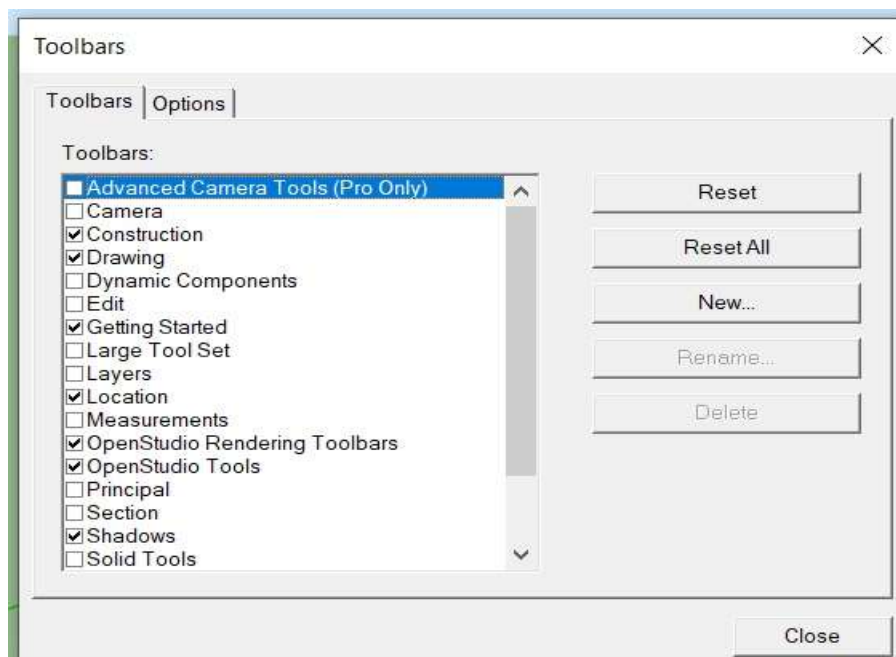 Toolbars
Toolbars
Options
Toolbars:
Advanced Camera Tools (Pro Only)
Camera
Construction
Drawing
Dynamic Components
Edit
Getting Started
Large Tool Set
Layers
Location
Measurements
OpenStudio Rendering Toolbars
OpenStudio Tools
Principal
Section
Shadows
Solid Tools
Reset
Reset All
New...
Rename...
Delete
Close